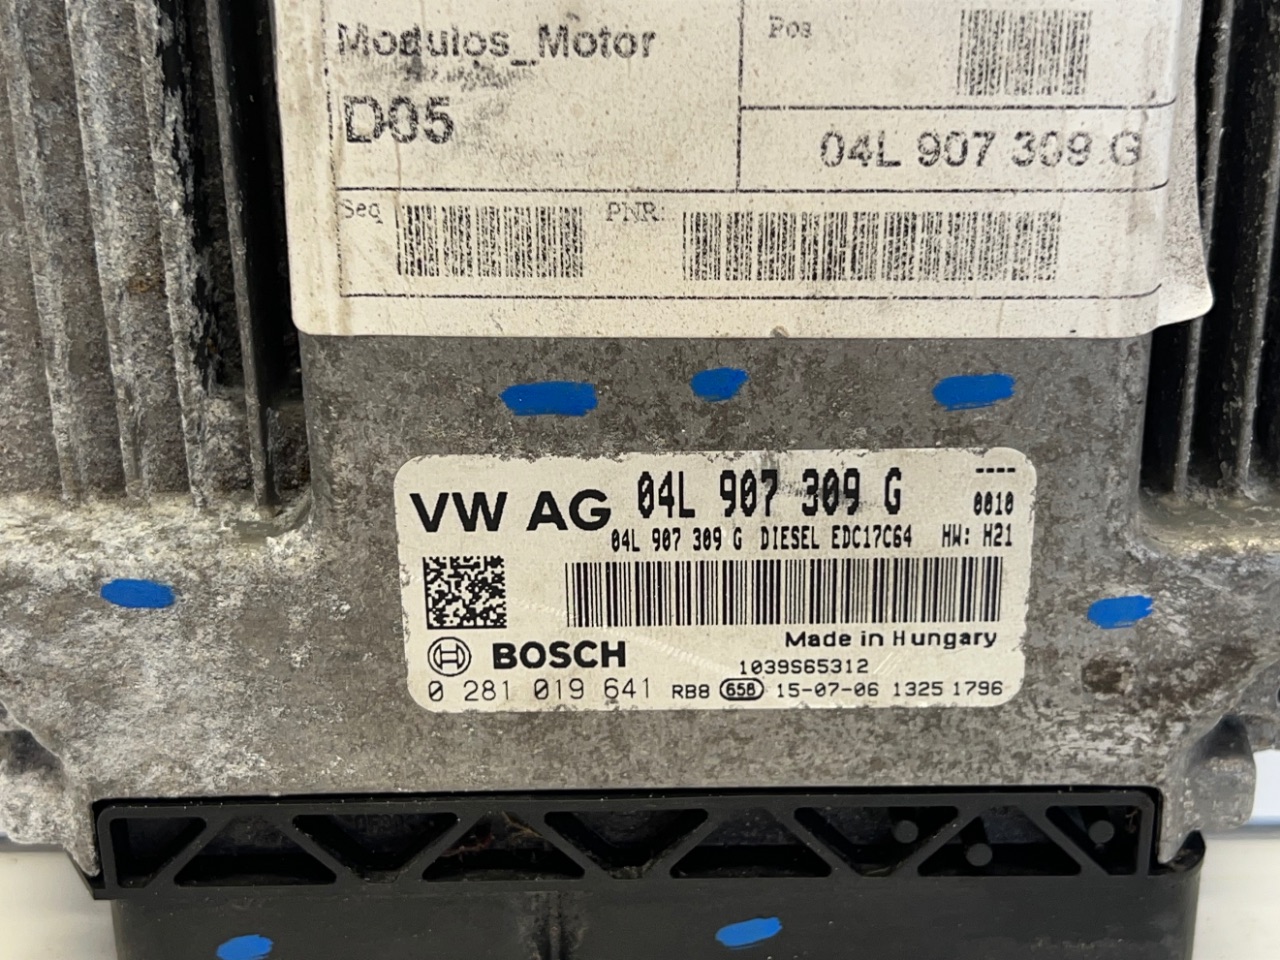 Modulos_Motor
Pos
D05
04L 907 309 G
Seq
PNR:
VW AG 04L 907 309 G
----
0010
04L 907 309 G DIESEL EDC17C64 HW: H21
Made in Hungary
BOSCH
1039S65312
0 281 019 641 RB8 658 15-07-06 1325 1796